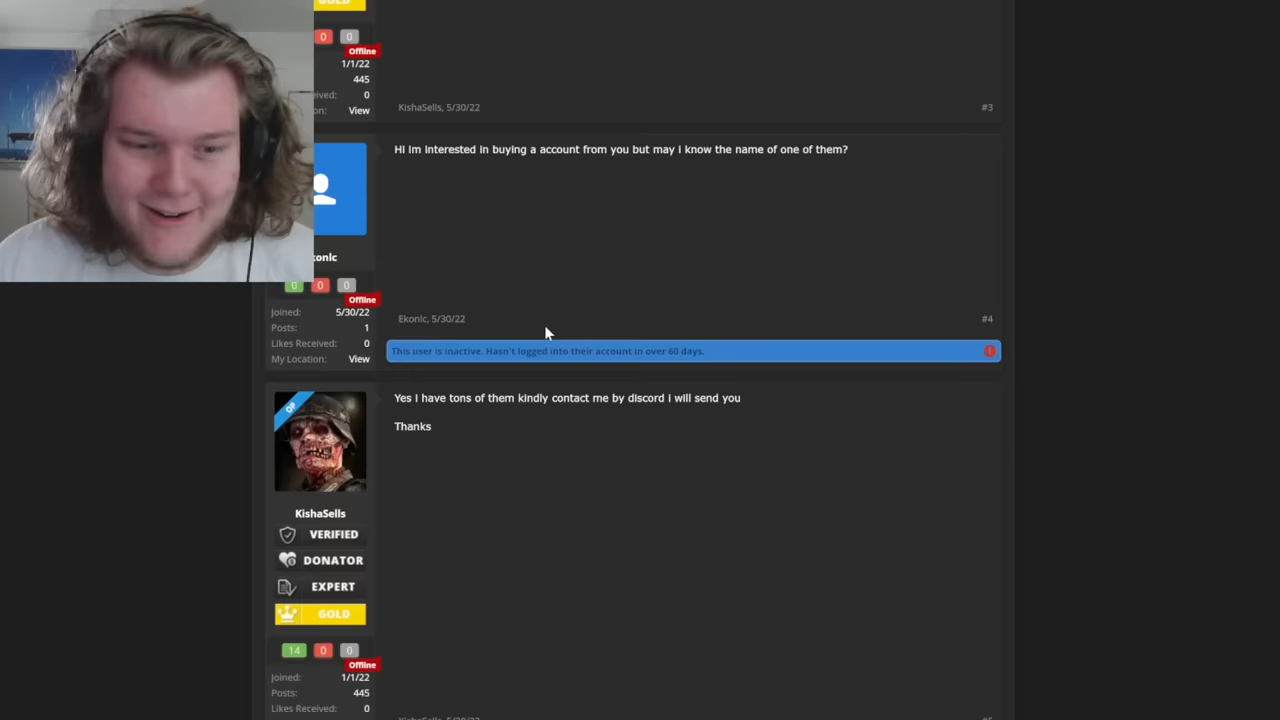 GOLD
0 0
Offline
1/1/22
445
0
View
KishaSells, 5/30/22
#3
Hi im interested in buying a account from you but may i know the name of one of them?
0 0 0
Offline
Joined: 5/30/22
Posts: 1
Likes Received: 0
My Location: View
Ekonic, 5/30/22
#4
This user is inactive. Hasn't logged into their account in over 60 days.
OP
Yes i have tons of them kindly contact me by discord i will send you
Thanks
KishaSells
VERIFIED
DONATOR
EXPERT
GOLD
14 0 0
Offline
Joined: 1/1/22
Posts: 445
Likes Received: 0